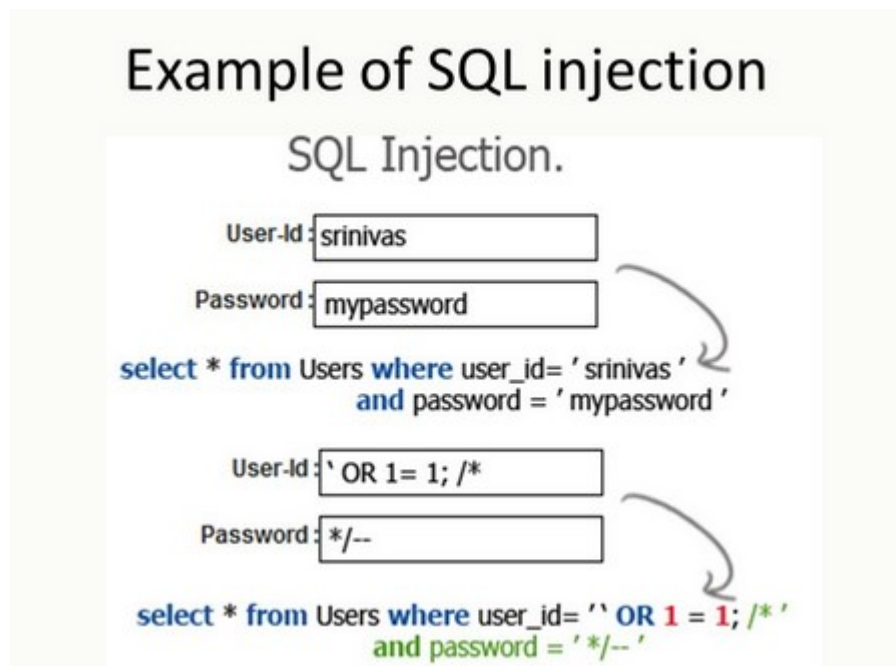 Example of SQL injection
SQL Injection.
User-Id : srinivas
Password : mypassword
select * from Users where user_id= ' srinivas '
and password = ' mypassword '
User-Id : ` OR 1= 1; /*
Password : */--
select * from Users where user_id= '` OR 1 = 1; /* '
and password = ' */-- '